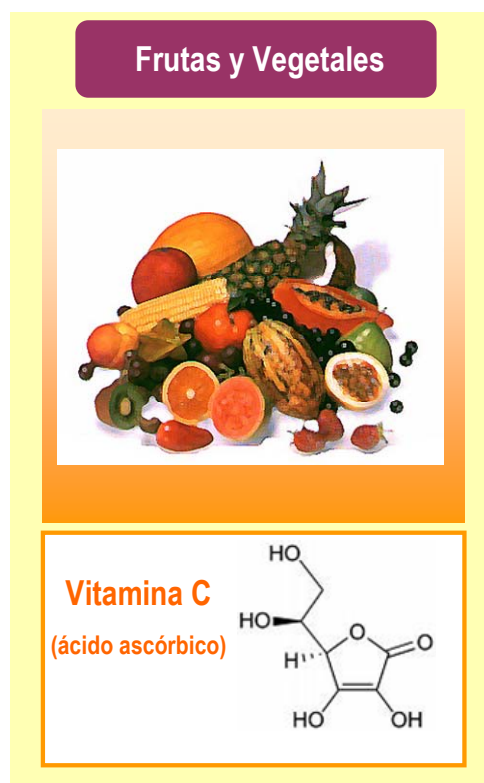 Frutas y Vegetales
HO
Vitamina C
HO
O
O
(ácido ascórbico)
H
HO
OH